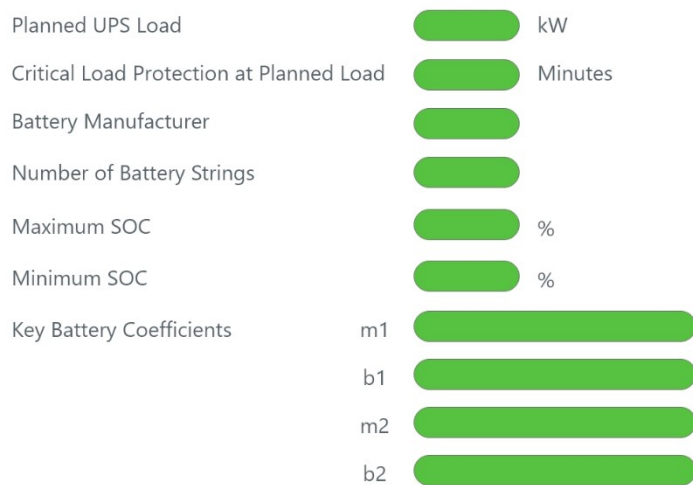 Planned UPS Load kW
Critical Load Protection at Planned Load Minutes
Battery Manufacturer
Number of Battery Strings
Maximum SOC %
Minimum SOC %
Key Battery Coefficients m1
b1
m2
b2